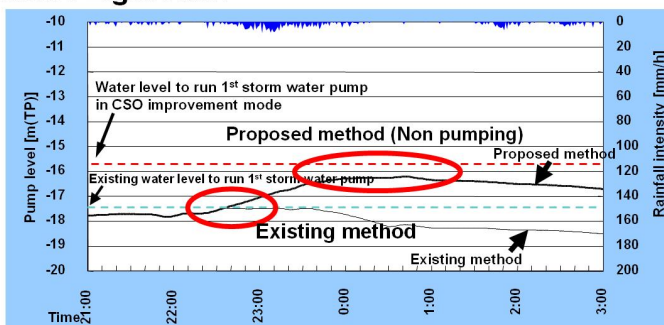 -10
-11
-12
-13
-14
-15
-16
-17
-18
-19
-20
Pump level [m(TP)]
0
20
40
60
80
100
120
140
160
180
200
Rainfall intensity [mm/h]
Water level to run 1st storm water pump
in CSO improvement mode
Proposed method (Non pumping)
Proposed method
Existing water level to run 1st storm water pump
Existing method
Existing method
Time
21:00
22:00
23:00
0:00
1:00
2:00
3:00